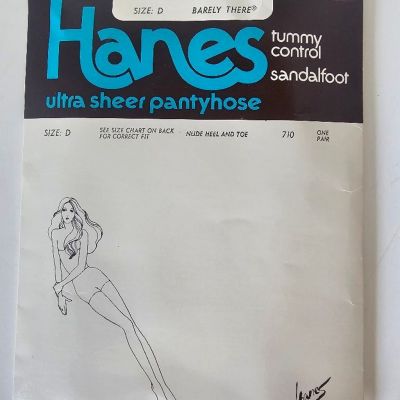 SIZE: D BARELY THERE®
Hanes
tummy
control
sandalfoot
ultra sheer pantyhose
SIZE: D SEE SIZE CHART ON BACK FOR CORRECT FIT - NUDE HEEL AND TOE 710 ONE PAIR
Hanes